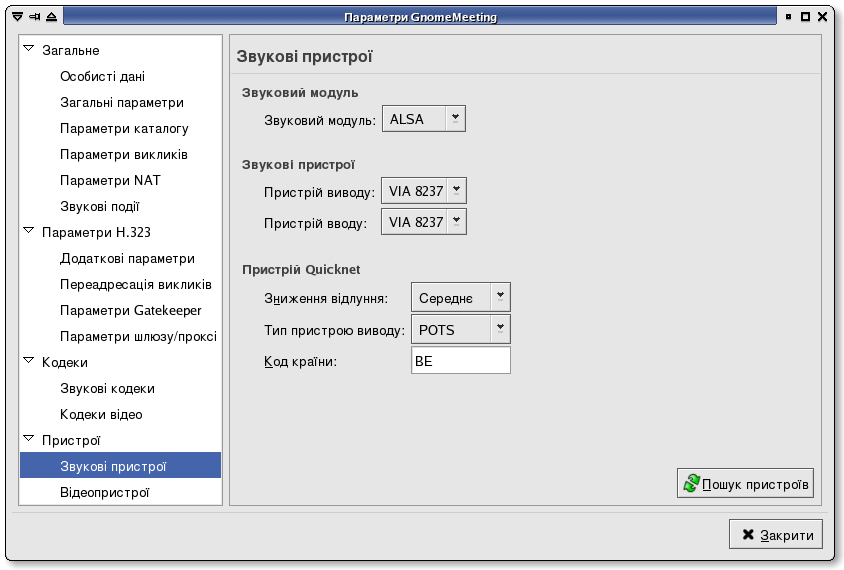 Параметри GnomeMeeting
Загальне
Особисті дані
Загальні параметри
Параметри каталогу
Параметри викликів
Параметри NAT
Звукові події
Параметри H.323
Додаткові параметри
Переадресація викликів
Параметри Gatekeeper
Параметри шлюзу/проксі
Кодеки
Звукові кодеки
Кодеки відео
Пристрої
Звукові пристрої
Відеопристрої
Звукові пристрої
Звуковий модуль
Звуковий модуль: ALSA
Звукові пристрої
Пристрій виводу: VIA 8237
Пристрій вводу: VIA 8237
Пристрій Quicknet
Зниження відлуння: Середнє
Тип пристрою виводу: POTS
Код країни: BE
Пошук пристроїв
Закрити